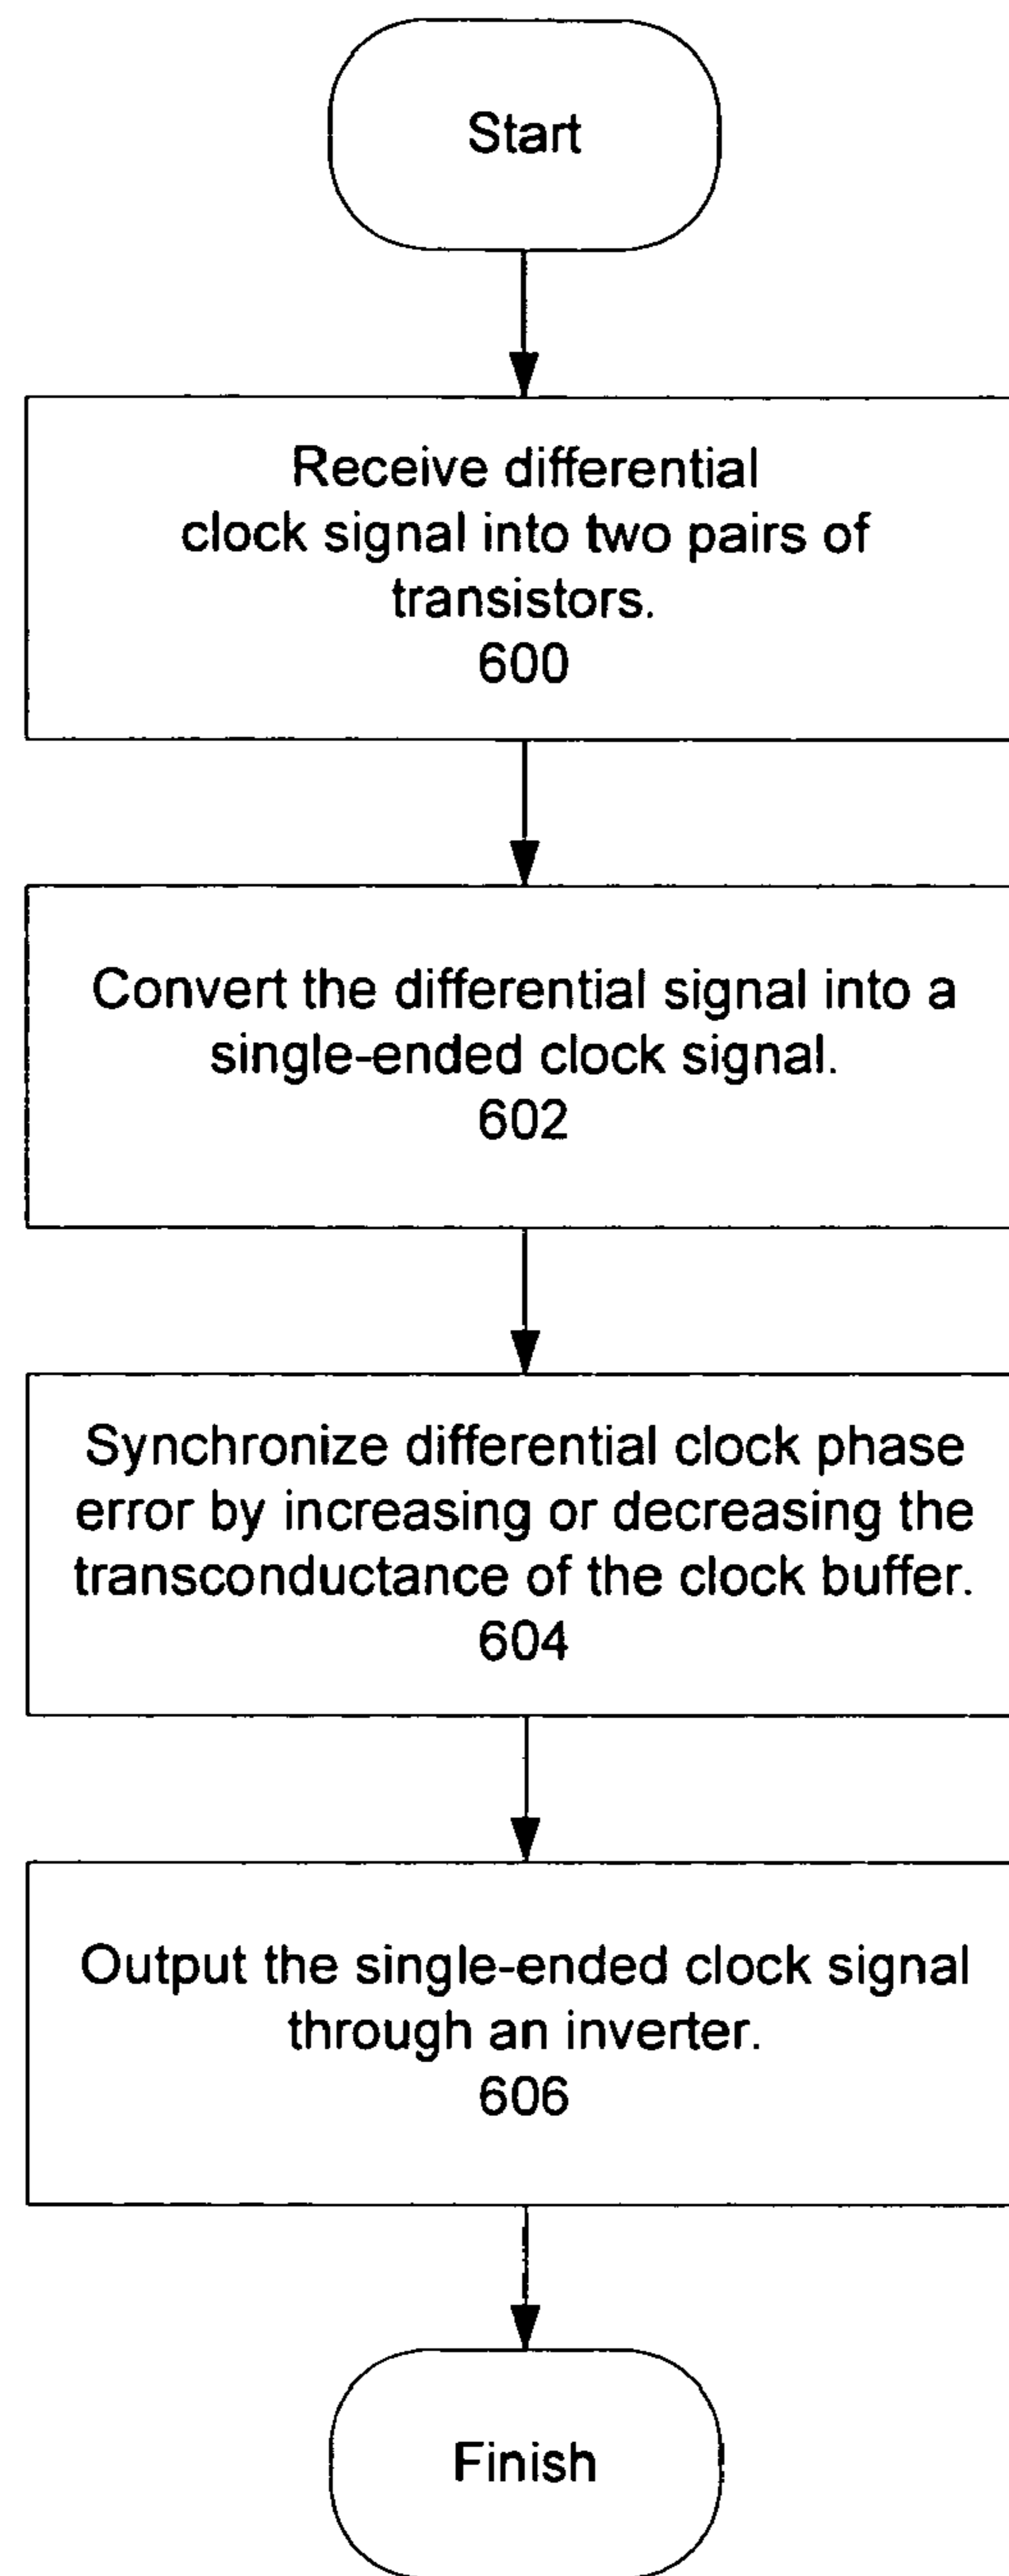 Start
Receive differential
clock signal into two pairs of
transistors.
600
Convert the differential signal into a
single-ended clock signal.
602
Synchronize differential clock phase
error by increasing or decreasing the
transconductance of the clock buffer.
604
Output the single-ended clock signal
through an inverter.
606
Finish